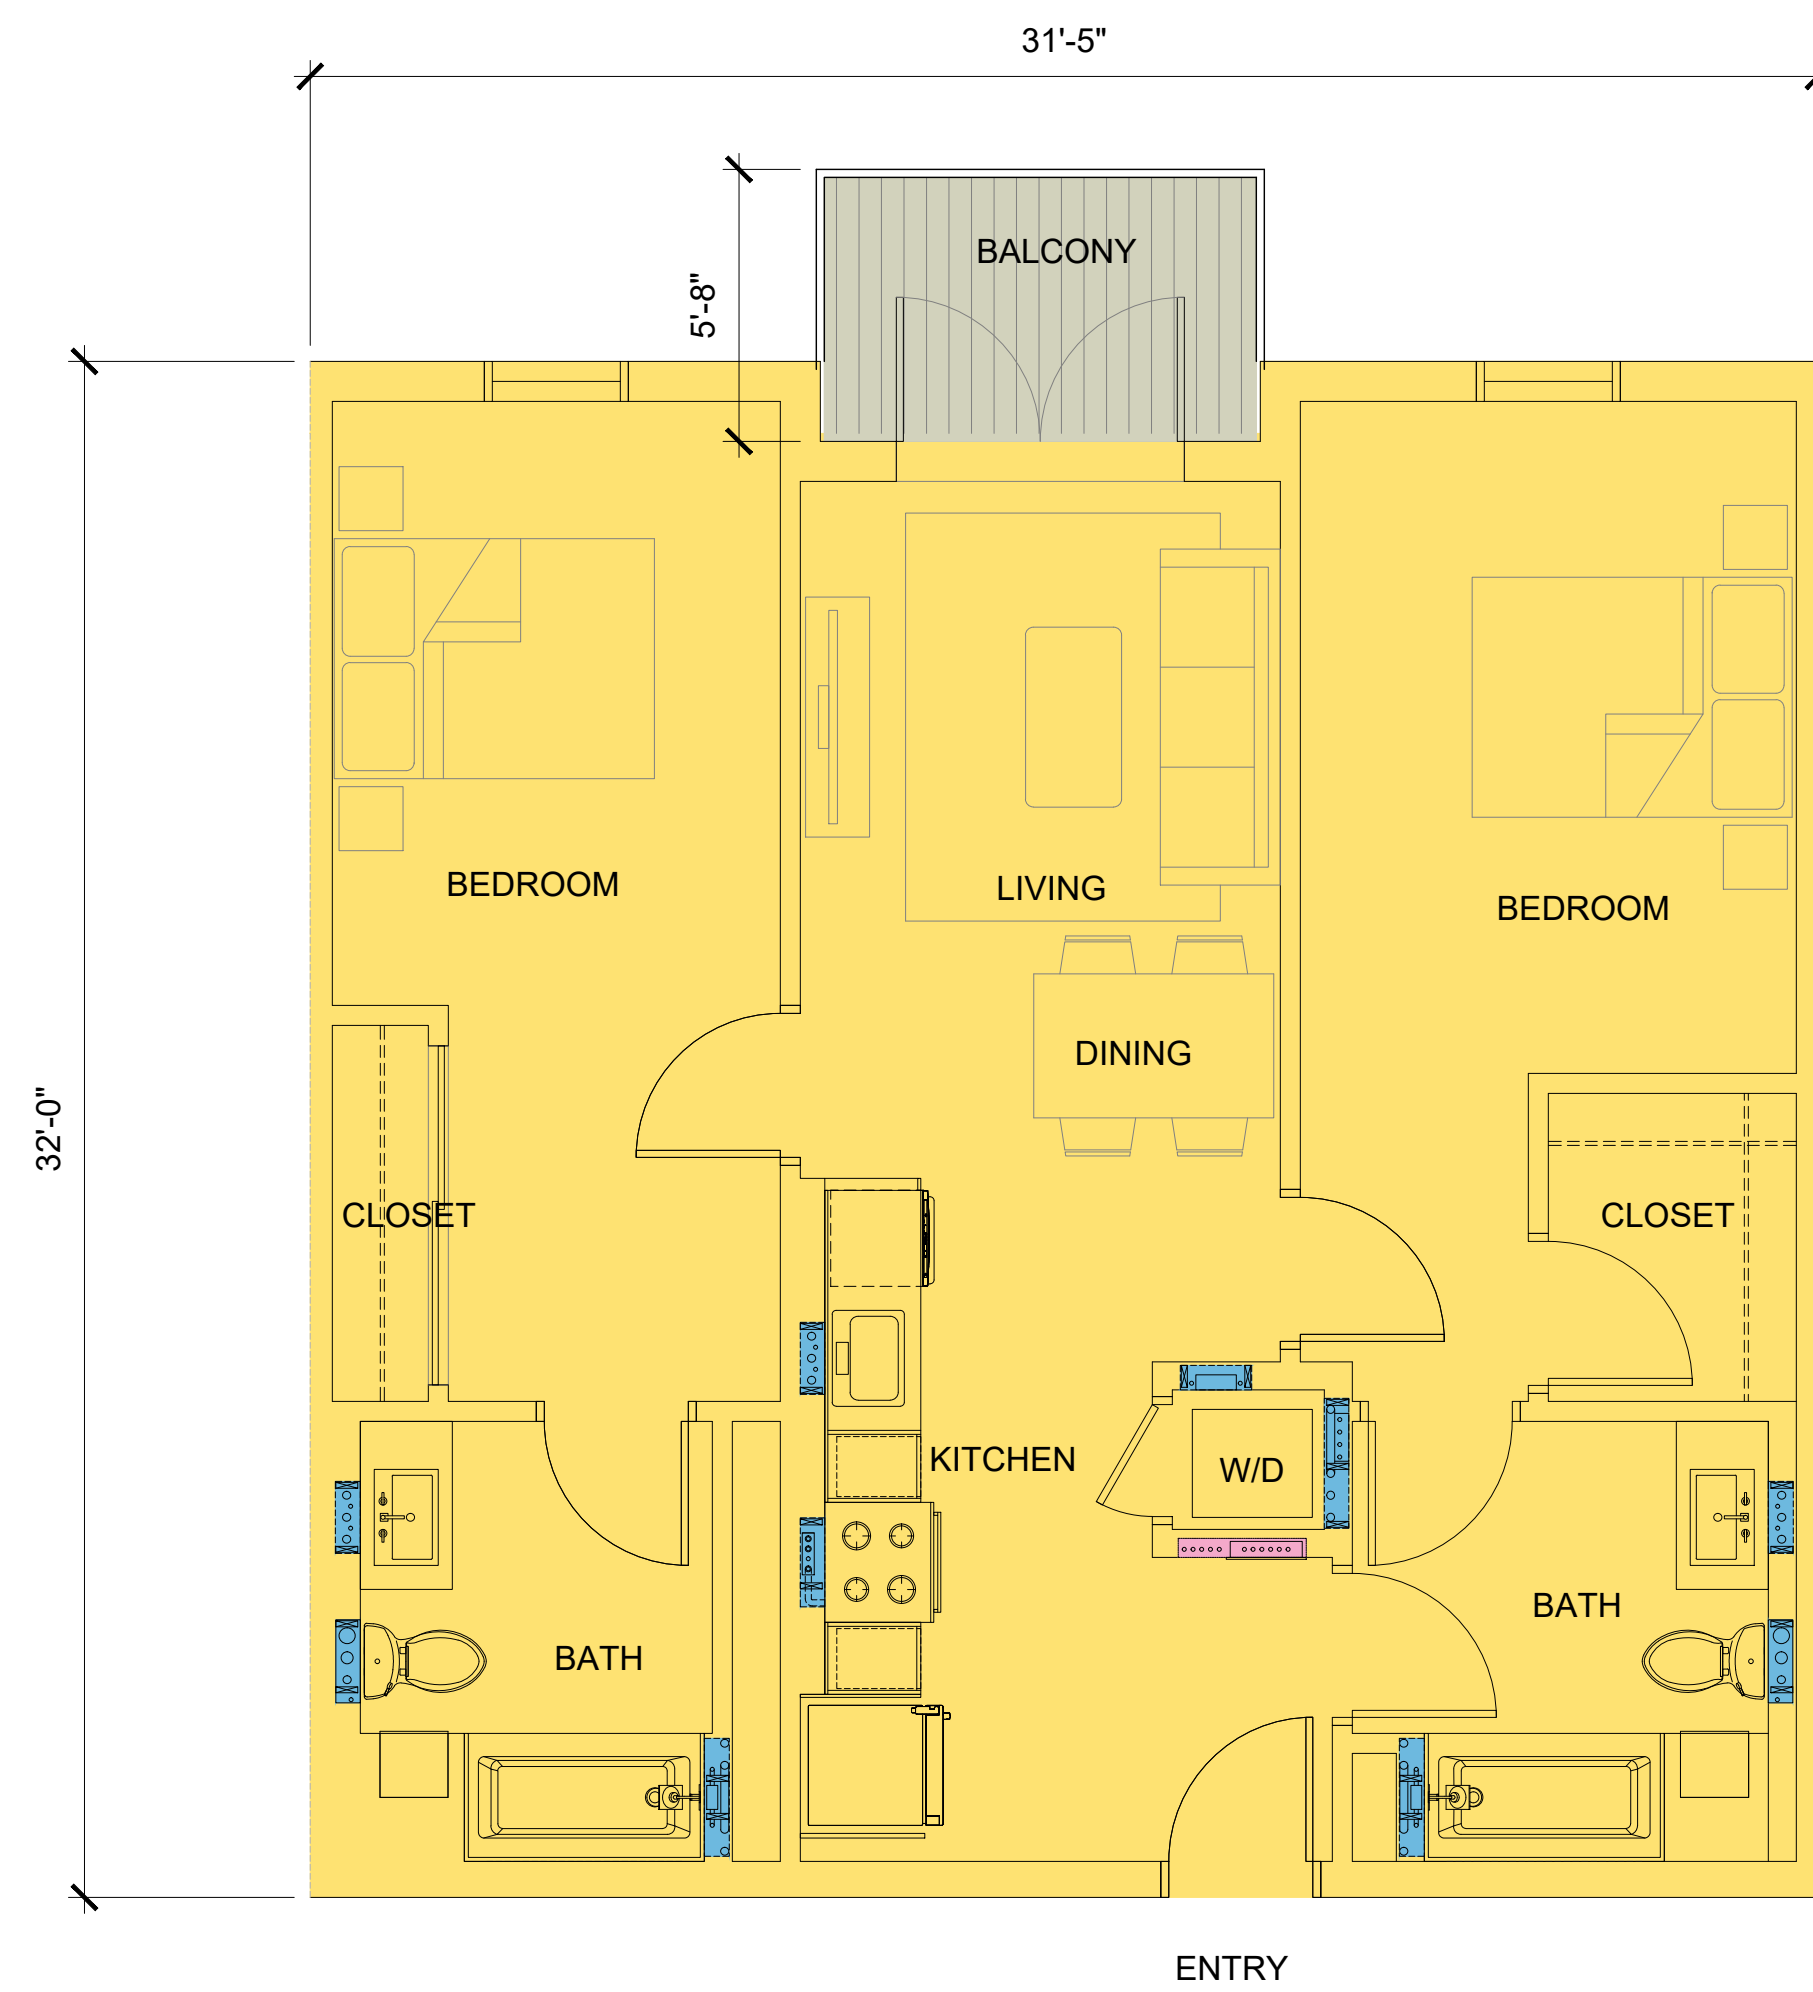 31'-5"
BALCONY
5'-8"
BEDROOM
LIVING
BEDROOM
DINING
32'-0"
CLOSET
CLOSET
KITCHEN
W/D
BATH
BATH
ENTRY